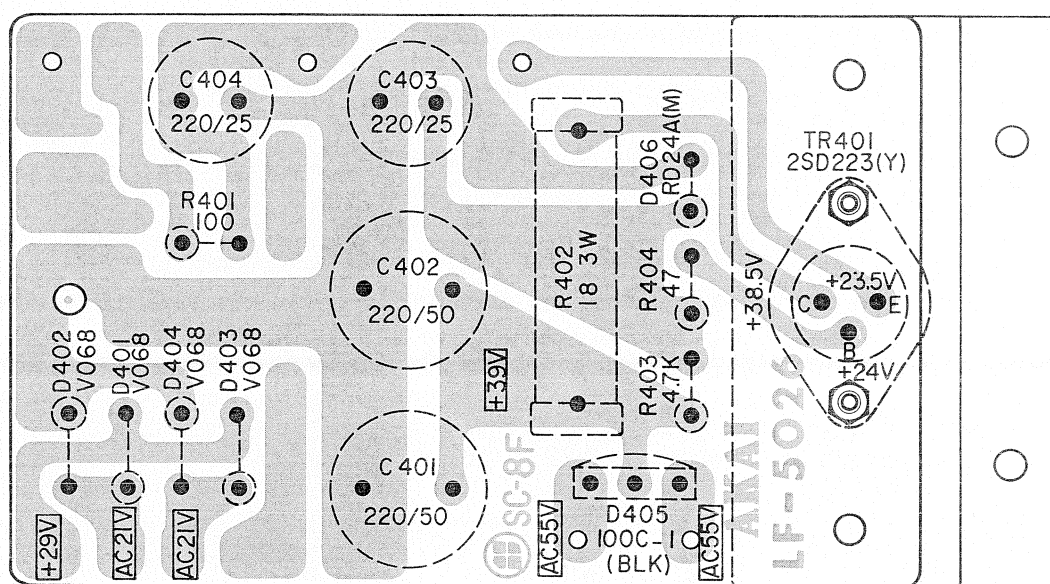 C404
220/25
C403
220/25
R401
100
C402
220/50
C401
220/50
D402
V068
D401
V068
D404
V068
D403
V068
+29V
AC21V
AC21V
+39V
SC-8F
R402
18 3W
D406
RD24A(M)
R404
47
R403
4.7K
AC55V
D405
100C-1
(BLK)
AC55V
+38.5V
TR401
2SD223(Y)
+23.5V
C
E
B
+24V
AKAI
LF-5026